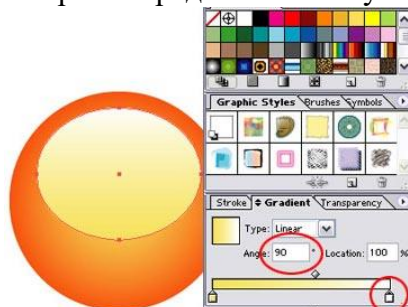 Graphic Styles Brushes Symbols
Stroke Gradient Transparency
Type: Linear
Angle: 90 ° Location: 100 %